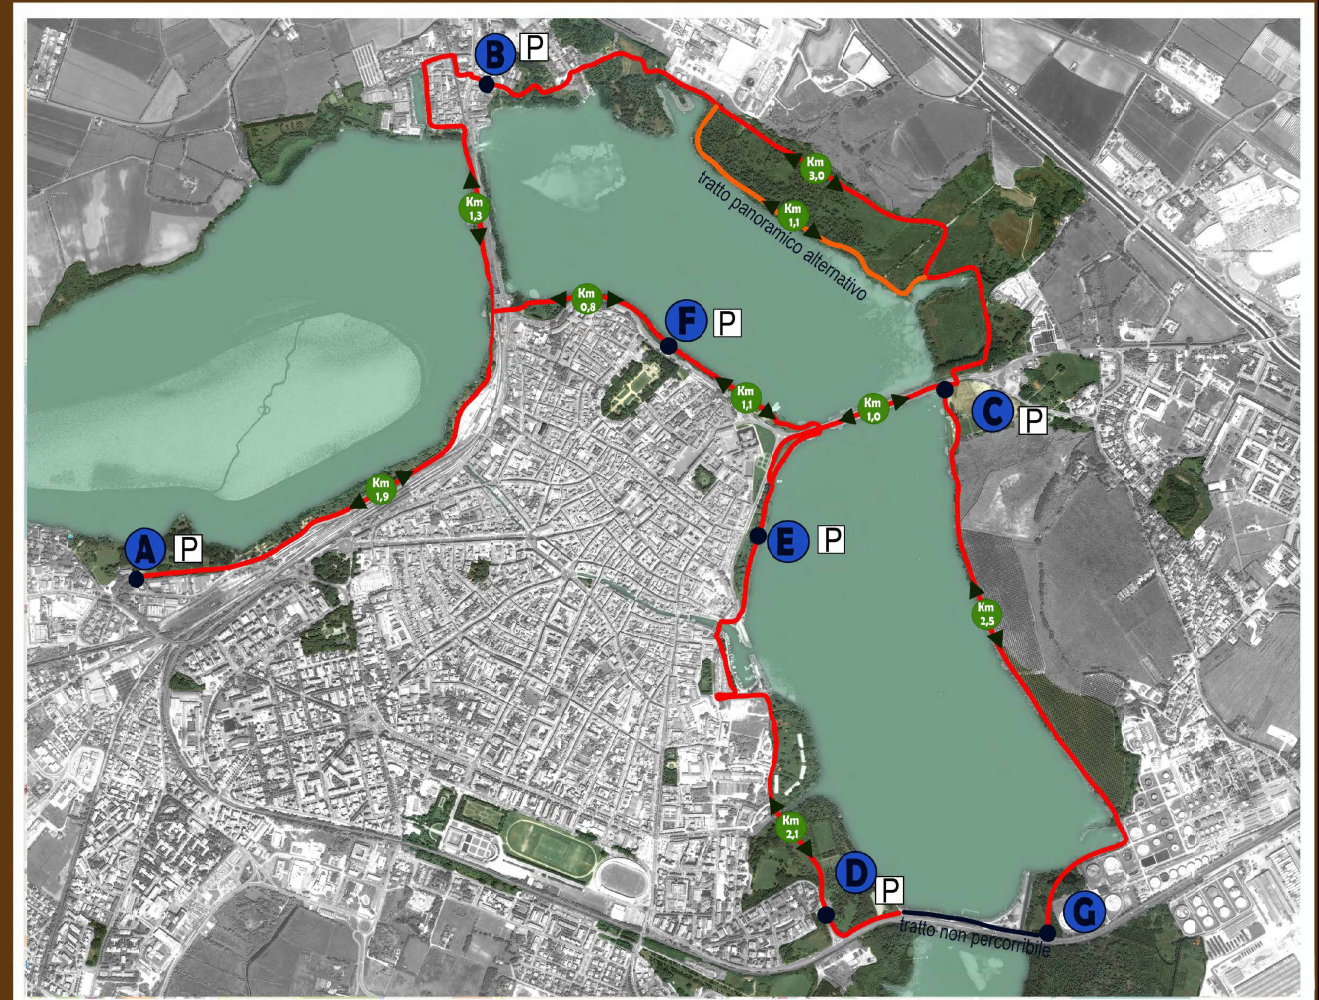 B P
Km
3,0
Km
1,3
Km
1,1
tratto panoramico alternativo
Km
0,8
F P
Km
1,1
Km
1,0
C P
Km
1,9
A P
E P
Km
2,5
Km
2,1
D P
G
tratto non percorribile